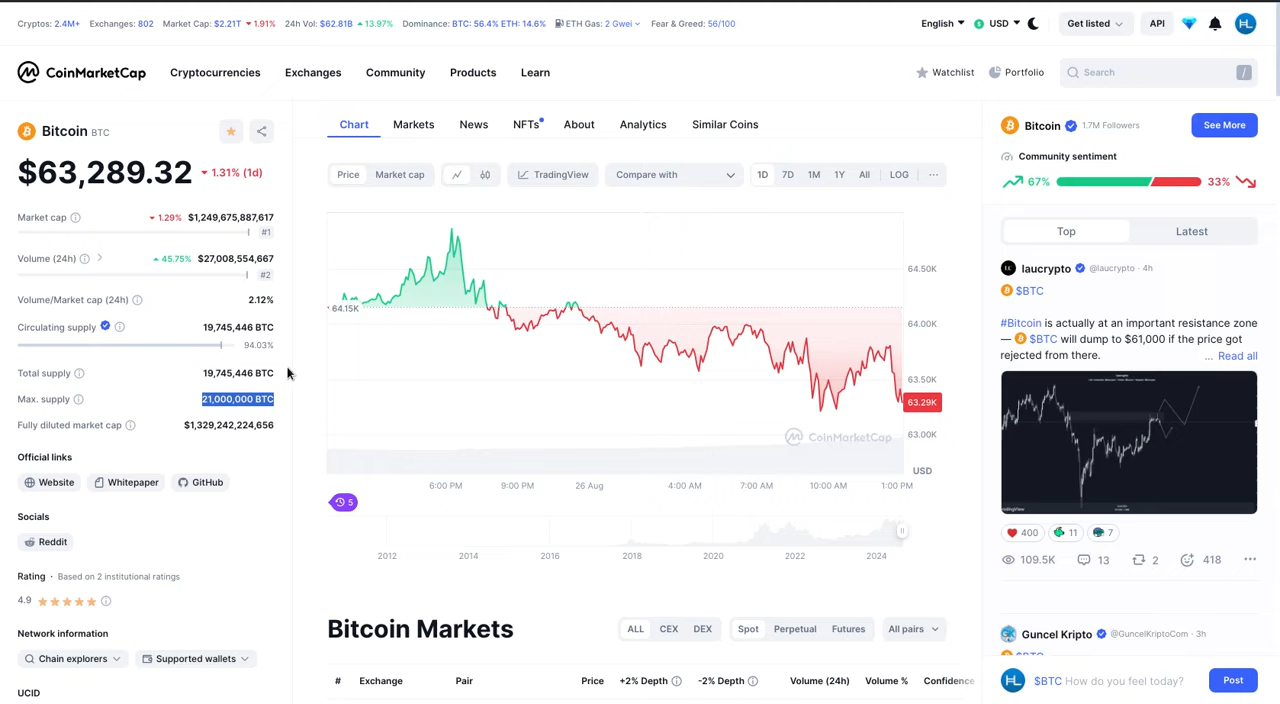 Cryptos: 2.4M+ Exchanges: 802 Market Cap: $2.21T 1.91% 24h Vol: $62.81B 13.97% Dominance: BTC: 56.4% ETH: 14.6% ETH Gas: 2 Gwei Fear & Greed: 56/100 English USD Get listed API HL
CoinMarketCap Cryptocurrencies Exchanges Community Products Learn Watchlist Portfolio Search /
Bitcoin BTC
$63,289.32 1.31% (1d)
Market cap 1.29% $1,249,675,887,617
#1
Volume (24h) 45.75% $27,008,554,667
#2
Volume/Market cap (24h) 2.12%
Circulating supply 19,745,446 BTC
94.03%
Total supply 19,745,446 BTC
Max. supply 21,000,000 BTC
Fully diluted market cap $1,329,242,224,656
Official links
Website Whitepaper GitHub
Socials
Reddit
Rating · Based on 2 institutional ratings
4.9
Network information
Chain explorers Supported wallets
UCID
Chart Markets News NFTs About Analytics Similar Coins
Price Market cap TradingView Compare with 1D 7D 1M 1Y All LOG ...
64.50K
64.15K
64.00K
63.50K
63.29K
CoinMarketCap
63.00K
USD
6:00 PM 9:00 PM 26 Aug 4:00 AM 7:00 AM 10:00 AM 1:00 PM
5
2012 2014 2016 2018 2020 2022 2024
Bitcoin Markets ALL CEX DEX Spot Perpetual Futures All pairs
# Exchange Pair Price +2% Depth -2% Depth Volume (24h) Volume % Confidence
Bitcoin 1.7M Followers See More
Community sentiment
67% 33%
Top Latest
laucrypto @laucrypto · 4h
$BTC
#Bitcoin is actually at an important resistance zone
— $BTC will dump to $61,000 if the price got
rejected from there. ... Read all
400 11 7
109.5K 13 2 418 ...
Guncel Kripto @GuncelKriptoCom · 3h
$BTC
HL $BTC How do you feel today? Post